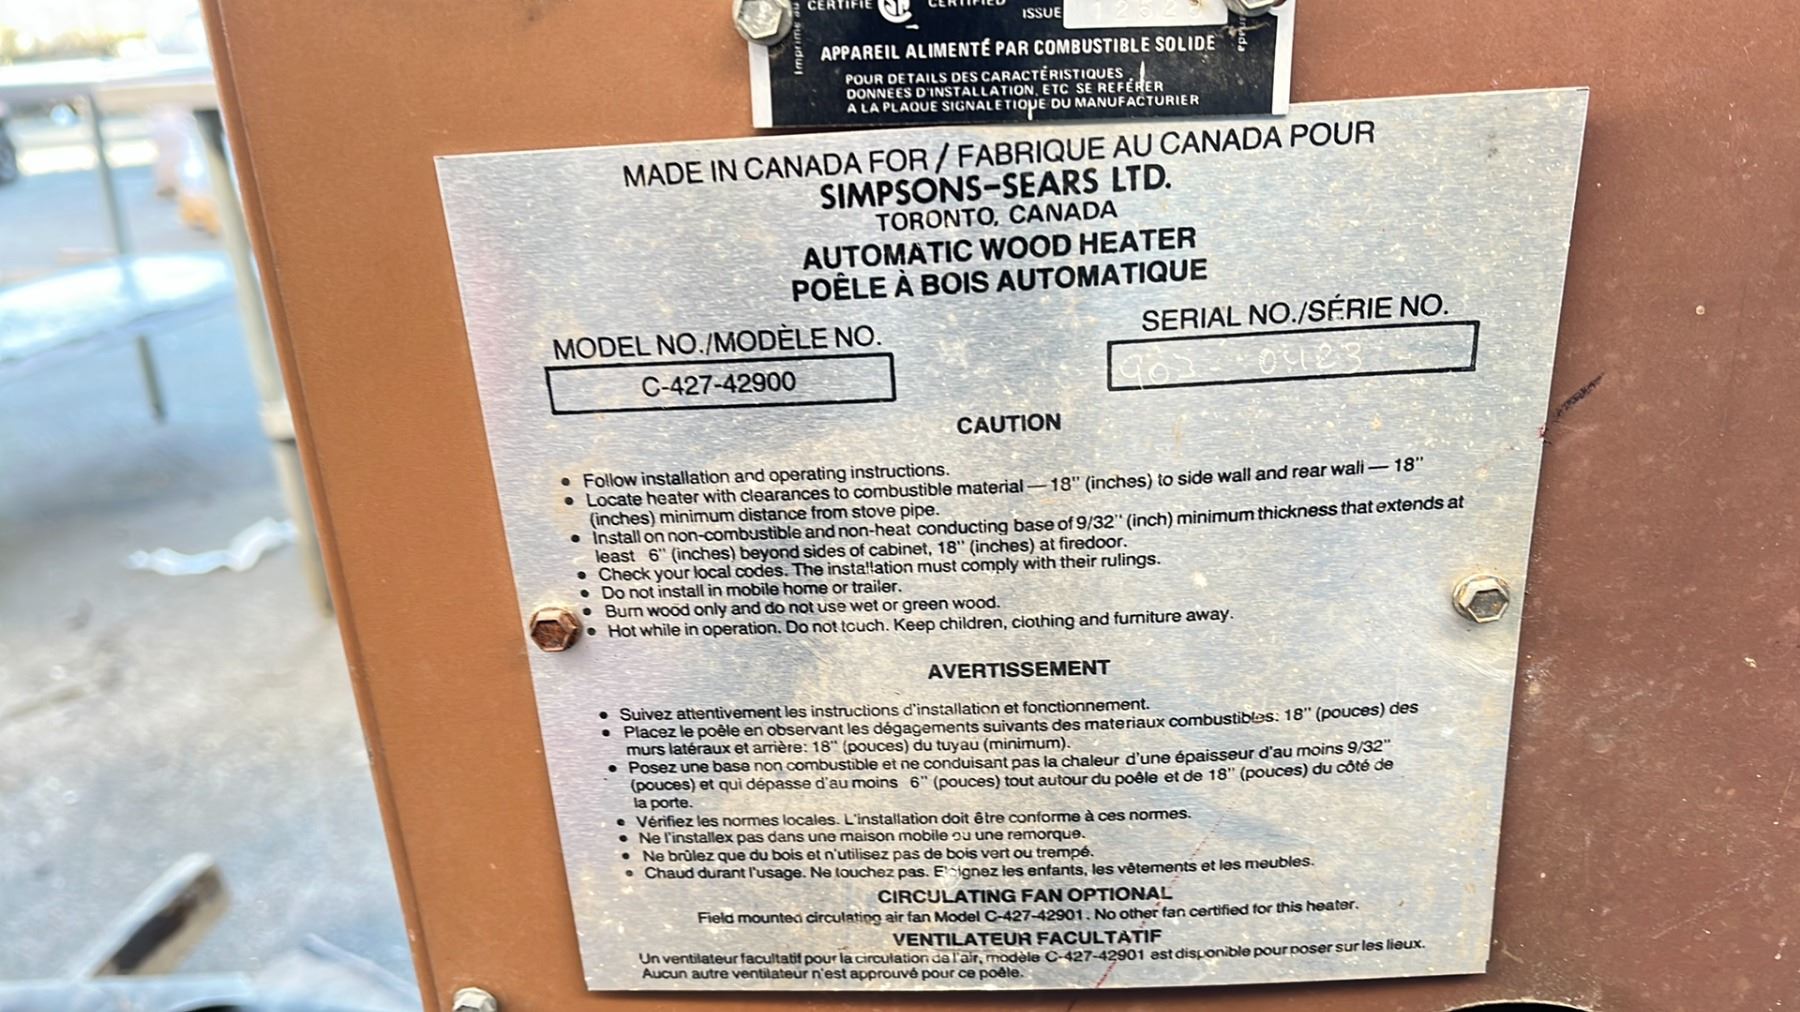 CERTIFIÉ CERTIFIED
ISSUE
Imprimé au
APPAREIL ALIMENTÉ PAR COMBUSTIBLE SOLIDE
POUR DETAILS DES CARACTÉRISTIQUES
DONNEES D'INSTALLATION, ETC SE REFÉRER
A LA PLAQUE SIGNALETIQUE DU MANUFACTURIER
MADE IN CANADA FOR / FABRIQUE AU CANADA POUR
SIMPSONS-SEARS LTD.
TORONTO, CANADA
AUTOMATIC WOOD HEATER
POÊLE À BOIS AUTOMATIQUE
MODEL NO./MODÈLE NO. SERIAL NO./SÉRIE NO.
C-427-42900 903 - 0423
CAUTION
• Follow installation and operating instructions.
• Locate heater with clearances to combustible material — 18" (inches) to side wall and rear wall — 18"
(inches) minimum distance from stove pipe.
• Install on non-combustible and non-heat conducting base of 9/32" (inch) minimum thickness that extends at
least 6" (inches) beyond sides of cabinet, 18" (inches) at firedoor.
• Check your local codes. The installation must comply with their rulings.
• Do not install in mobile home or trailer.
• Burn wood only and do not use wet or green wood.
• Hot while in operation. Do not touch. Keep children, clothing and furniture away.
AVERTISSEMENT
• Suivez attentivement les instructions d'installation et fonctionnement.
• Placez le poêle en observant les dégagements suivants des materiaux combustibles: 18" (pouces) des
murs latéraux et arrière: 18" (pouces) du tuyau (minimum).
• Posez une base non combustible et ne conduisant pas la chaleur d'une épaisseur d'au moins 9/32"
(pouces) et qui dépasse d'au moins 6" (pouces) tout autour du poêle et de 18" (pouces) du côté de
la porte.
• Vérifiez les normes locales. L'installation doit être conforme à ces normes.
• Ne l'installex pas dans une maison mobile ou une remorque.
• Ne brûlez que du bois et n'utilisez pas de bois vert ou trempé.
• Chaud durant l'usage. Ne touchez pas. Eloignez les enfants, les vêtements et les meubles.
CIRCULATING FAN OPTIONAL
Field mounted circulating air fan Model C-427-42901. No other fan certified for this heater.
VENTILATEUR FACULTATIF
Un ventilateur facultatif pour la circulation de l'air, modèle C-427-42901 est disponible pour poser sur les lieux.
Aucun autre ventilateur n'est approuvé pour ce poêle.